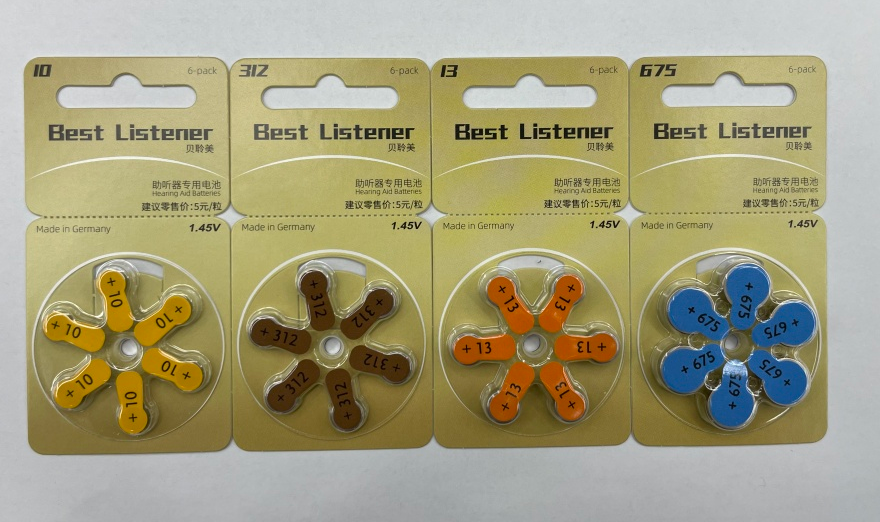 10 6-pack
Best Listener
贝聆美
助听器专用电池
Hearing Aid Batteries
建议零售价:5元/粒
Made in Germany 1.45V
+ 10
+ 10
+ 10
+ 10
+ 10
+ 10
312 6-pack
Best Listener
贝聆美
助听器专用电池
Hearing Aid Batteries
建议零售价:5元/粒
Made in Germany 1.45V
+ 312
+ 312
+ 312
+ 312
+ 312
+ 312
13 6-pack
Best Listener
贝聆美
助听器专用电池
Hearing Aid Batteries
建议零售价:5元/粒
Made in Germany 1.45V
+ 13
+ 13
+ 13
+ 13
+ 13
+ 13
675 6-pack
Best Listener
贝聆美
助听器专用电池
Hearing Aid Batteries
建议零售价:5元/粒
Made in Germany 1.45V
+ 675
+ 675
+ 675
+ 675
+ 675
+ 675